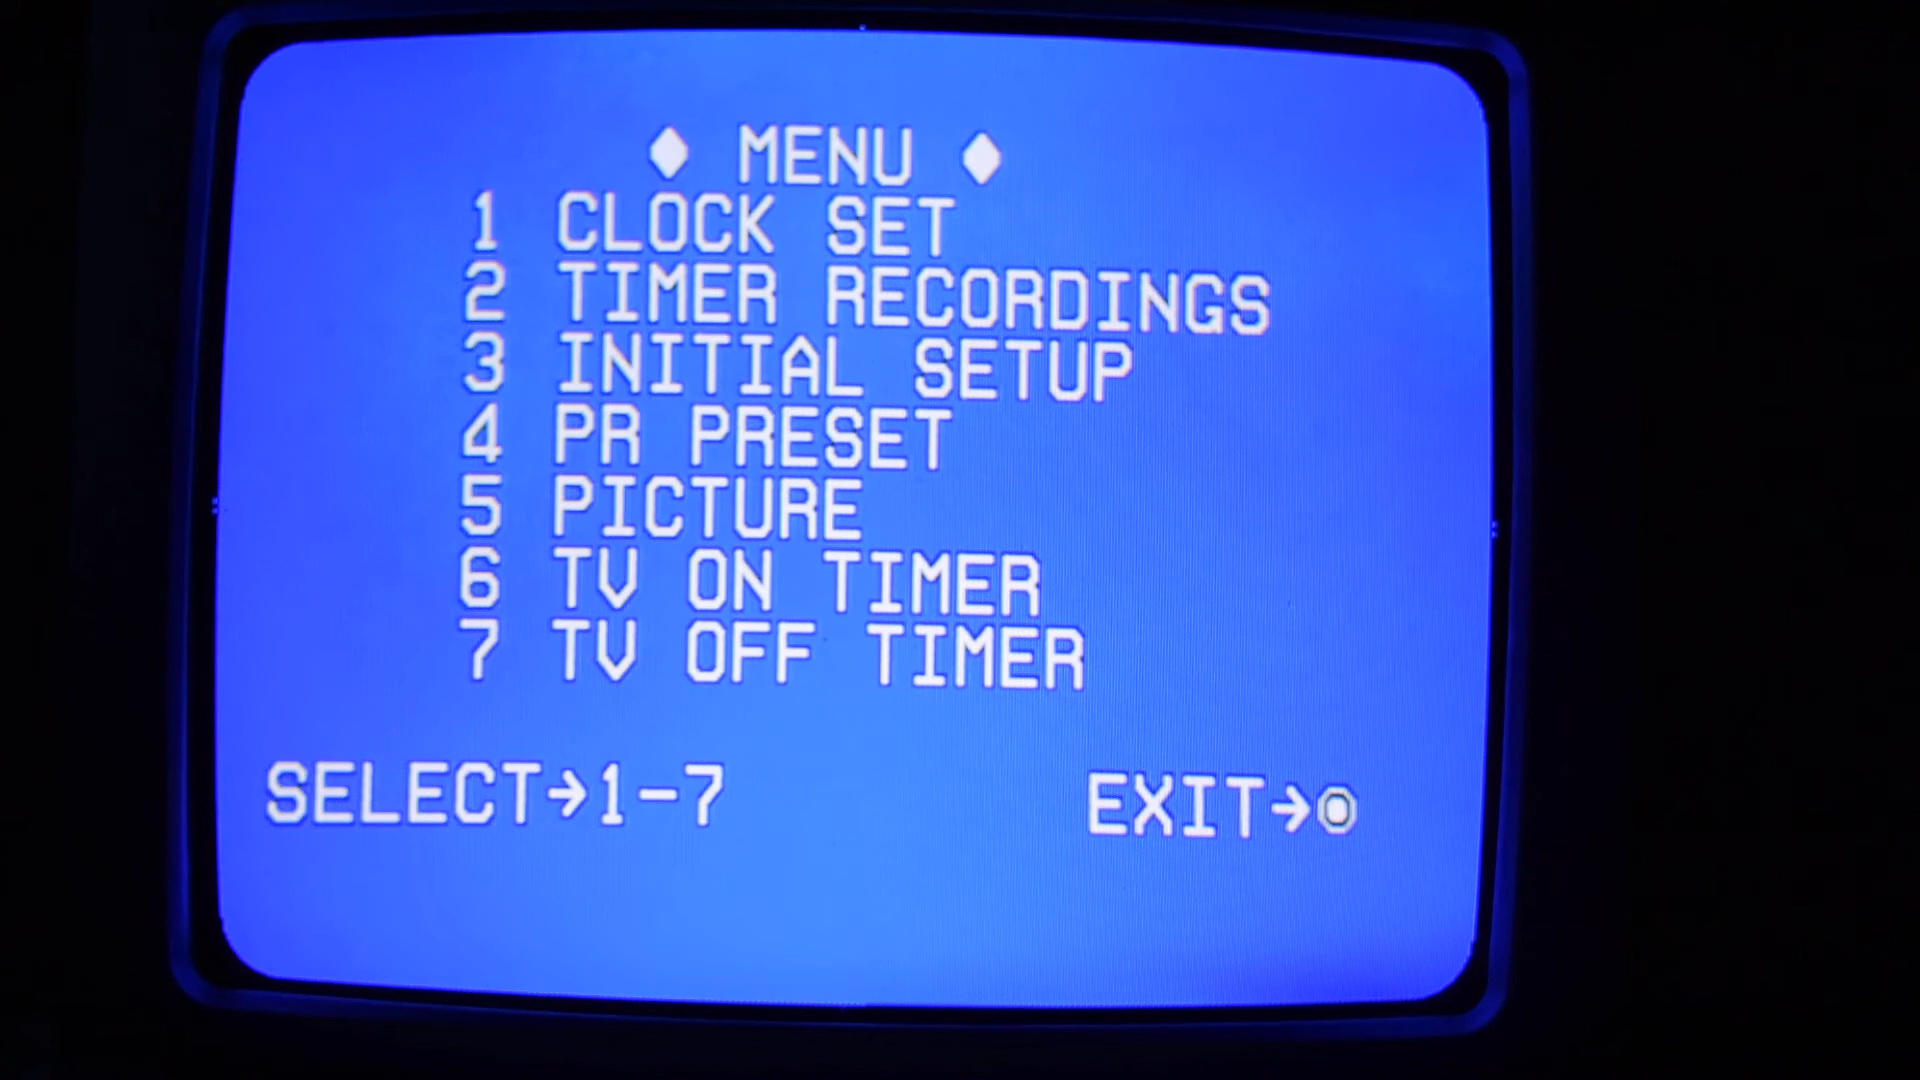 ♦ MENU ♦
1 CLOCK SET
2 TIMER RECORDINGS
3 INITIAL SETUP
4 PR PRESET
5 PICTURE
6 TV ON TIMER
7 TV OFF TIMER
SELECT→1-7 EXIT→0